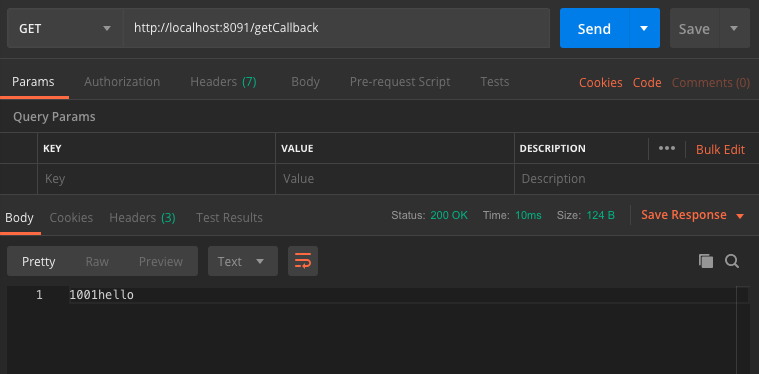 GET http://localhost:8091/getCallback Send Save
Params Authorization Headers (7) Body Pre-request Script Tests Cookies Code Comments (0)
Query Params
KEY VALUE DESCRIPTION ••• Bulk Edit
Key Value Description
Body Cookies Headers (3) Test Results Status: 200 OK Time: 10ms Size: 124 B Save Response
Pretty Raw Preview Text
1 1001hello